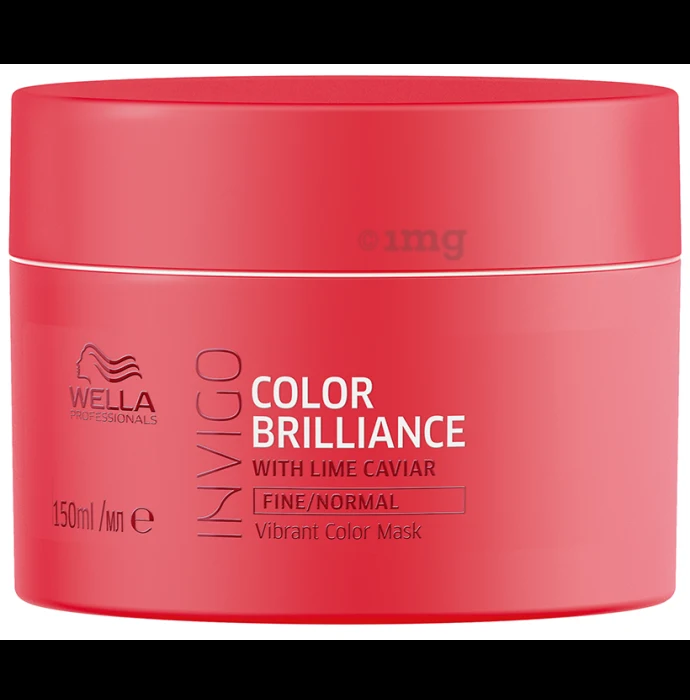 ©1mg
WELLA
PROFESSIONALS
150ml /мл e
INVIGO
COLOR
BRILLIANCE
WITH LIME CAVIAR
FINE/NORMAL
Vibrant Color Mask